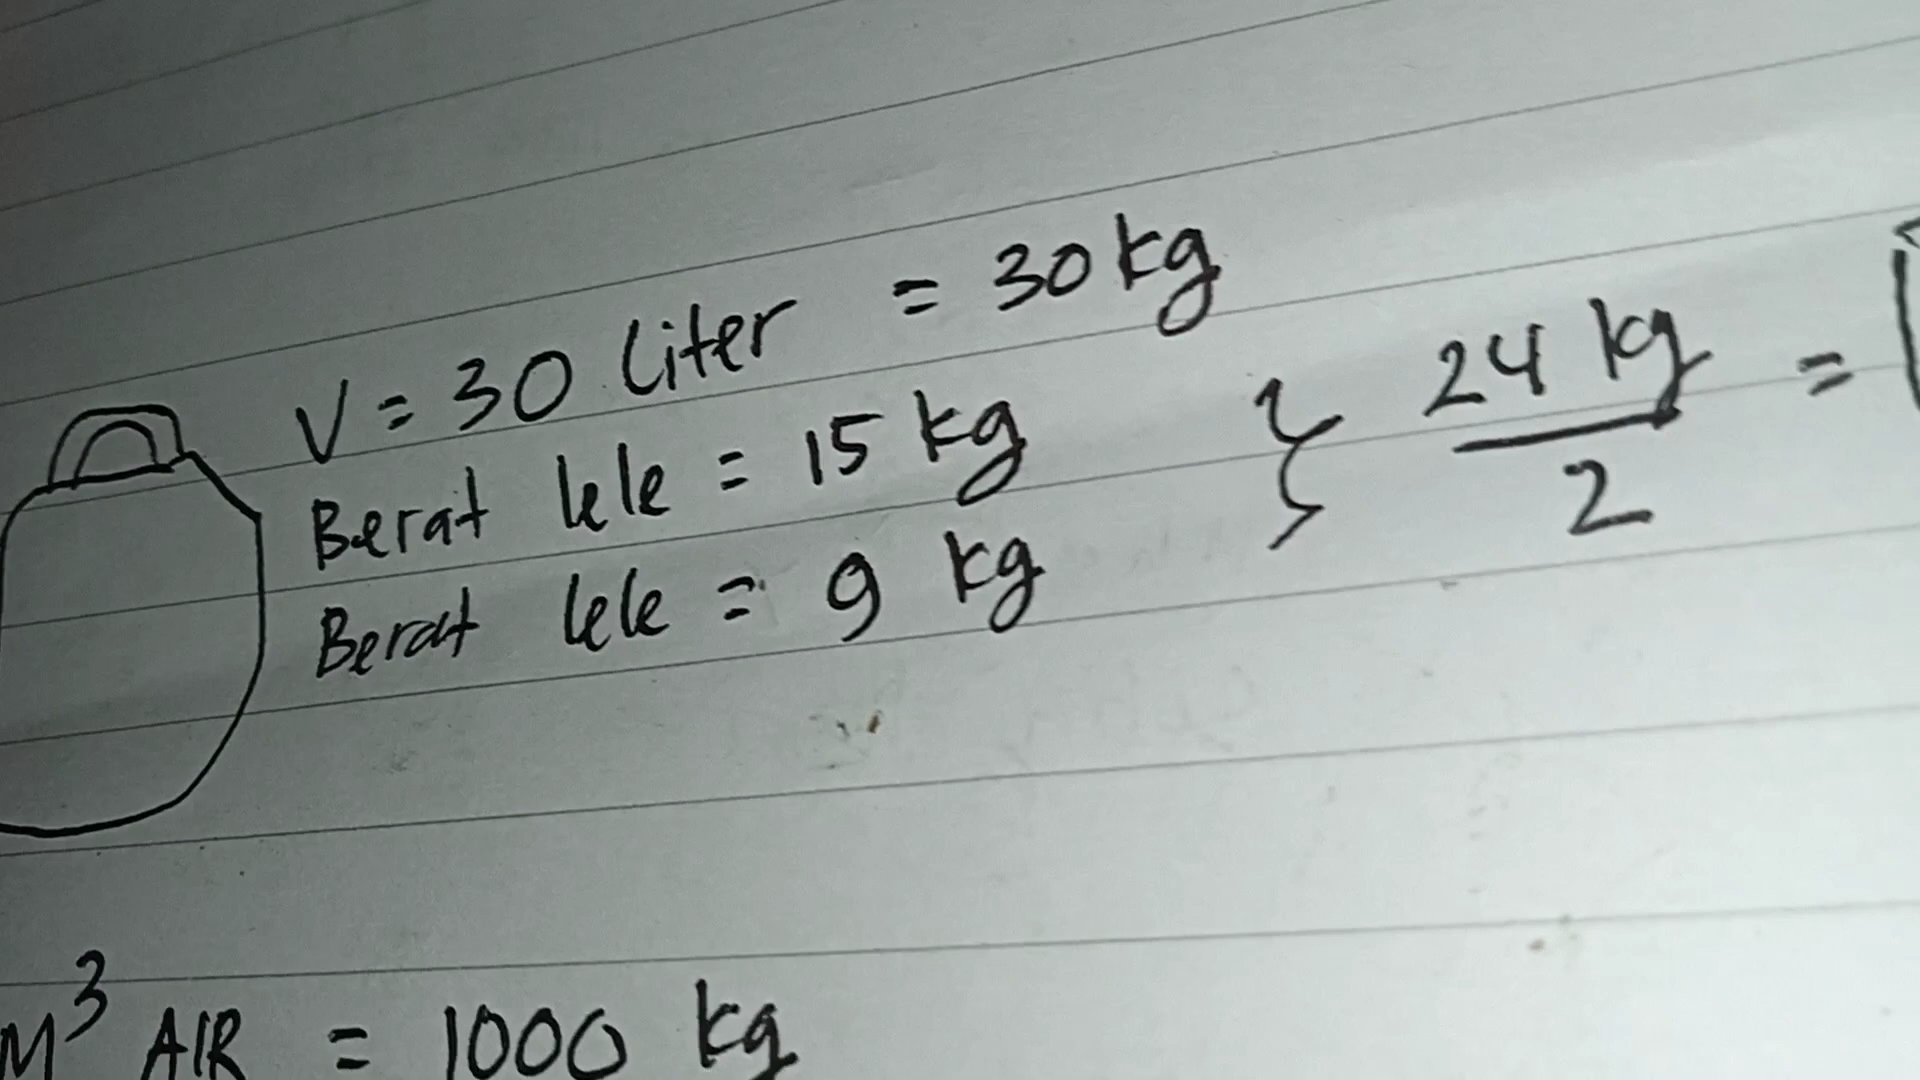 V = 30 liter = 30 kg
Berat lele = 15 kg
Berat lele = 9 kg
} 24 kg / 2 =
M³ AIR = 1000 kg